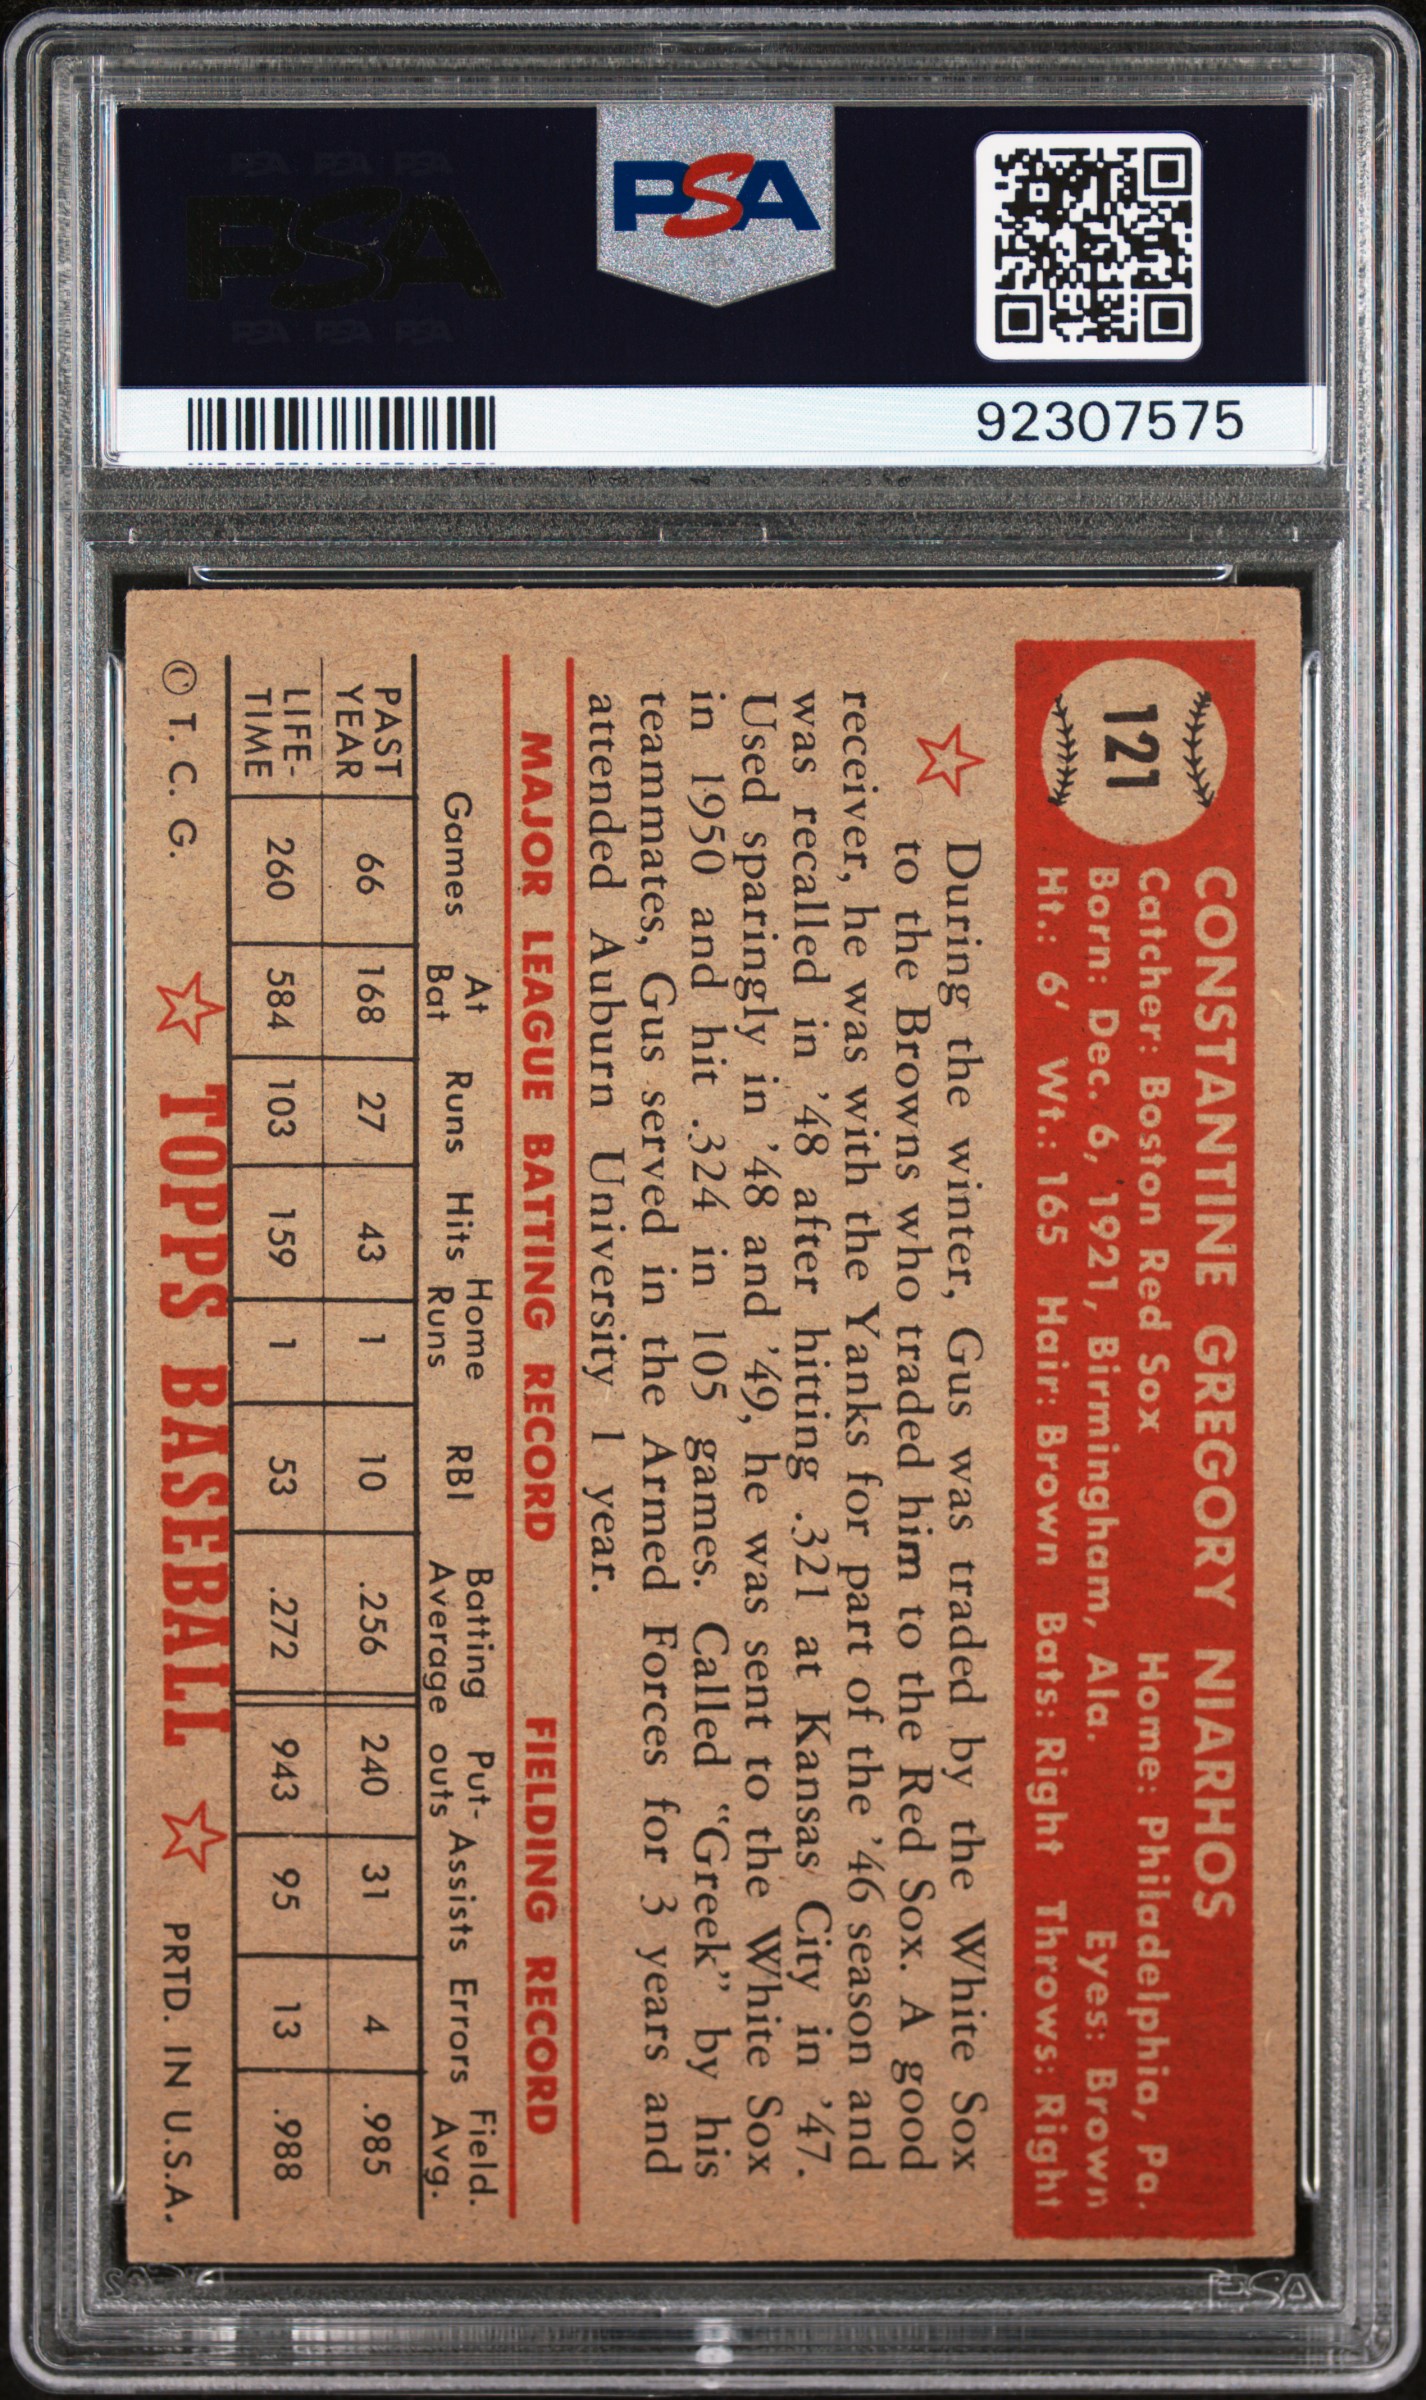 PSA PSA PSA
PSA
PSA PSA PSA
PSA
92307575
121
CONSTANTINE GREGORY NIARHOS
Catcher: Boston Red Sox Home: Philadelphia, Pa.
Born: Dec. 6, 1921, Birmingham, Ala. Eyes: Brown
Ht.: 6' Wt.: 165 Hair: Brown Bats: Right Throws: Right
During the winter, Gus was traded by the White Sox
to the Browns who traded him to the Red Sox. A good
receiver, he was with the Yanks for part of the '46 season and
was recalled in '48 after hitting .321 at Kansas City in '47.
Used sparingly in '48 and '49, he was sent to the White Sox
in 1950 and hit .324 in 105 games. Called "Greek" by his
teammates, Gus served in the Armed Forces for 3 years and
attended Auburn University 1 year.
MAJOR LEAGUE BATTING RECORD FIELDING RECORD
Games At Bat Runs Hits Home Runs RBI Batting Average Put-outs Assists Errors Field. Avg.
PAST YEAR 66 168 27 43 1 10 .256 240 31 4 .985
LIFE-TIME 260 584 103 159 1 53 .272 943 95 13 .988
© T. C. G. TOPPS BASEBALL PRTD. IN U.S.A.
PSA